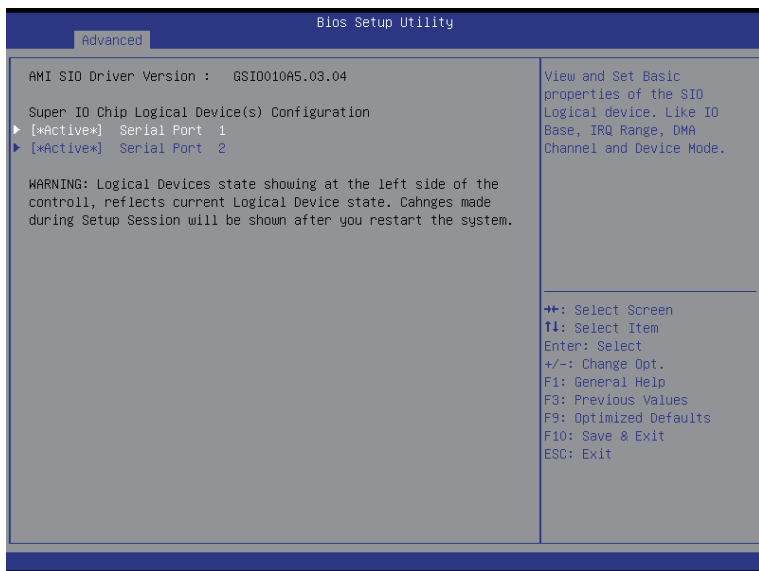 Bios Setup Utility
Advanced
AMI SIO Driver Version : GSIO010A5.03.04
Super IO Chip Logical Device(s) Configuration
[*Active*] Serial Port 1
[*Active*] Serial Port 2
WARNING: Logical Devices state showing at the left side of the
controll, reflects current Logical Device state. Cahnges made
during Setup Session will be shown after you restart the system.
View and Set Basic
properties of the SIO
Logical device. Like IO
Base, IRQ Range, DMA
Channel and Device Mode.
→←: Select Screen
↑↓: Select Item
Enter: Select
+/-: Change Opt.
F1: General Help
F3: Previous Values
F9: Optimized Defaults
F10: Save & Exit
ESC: Exit